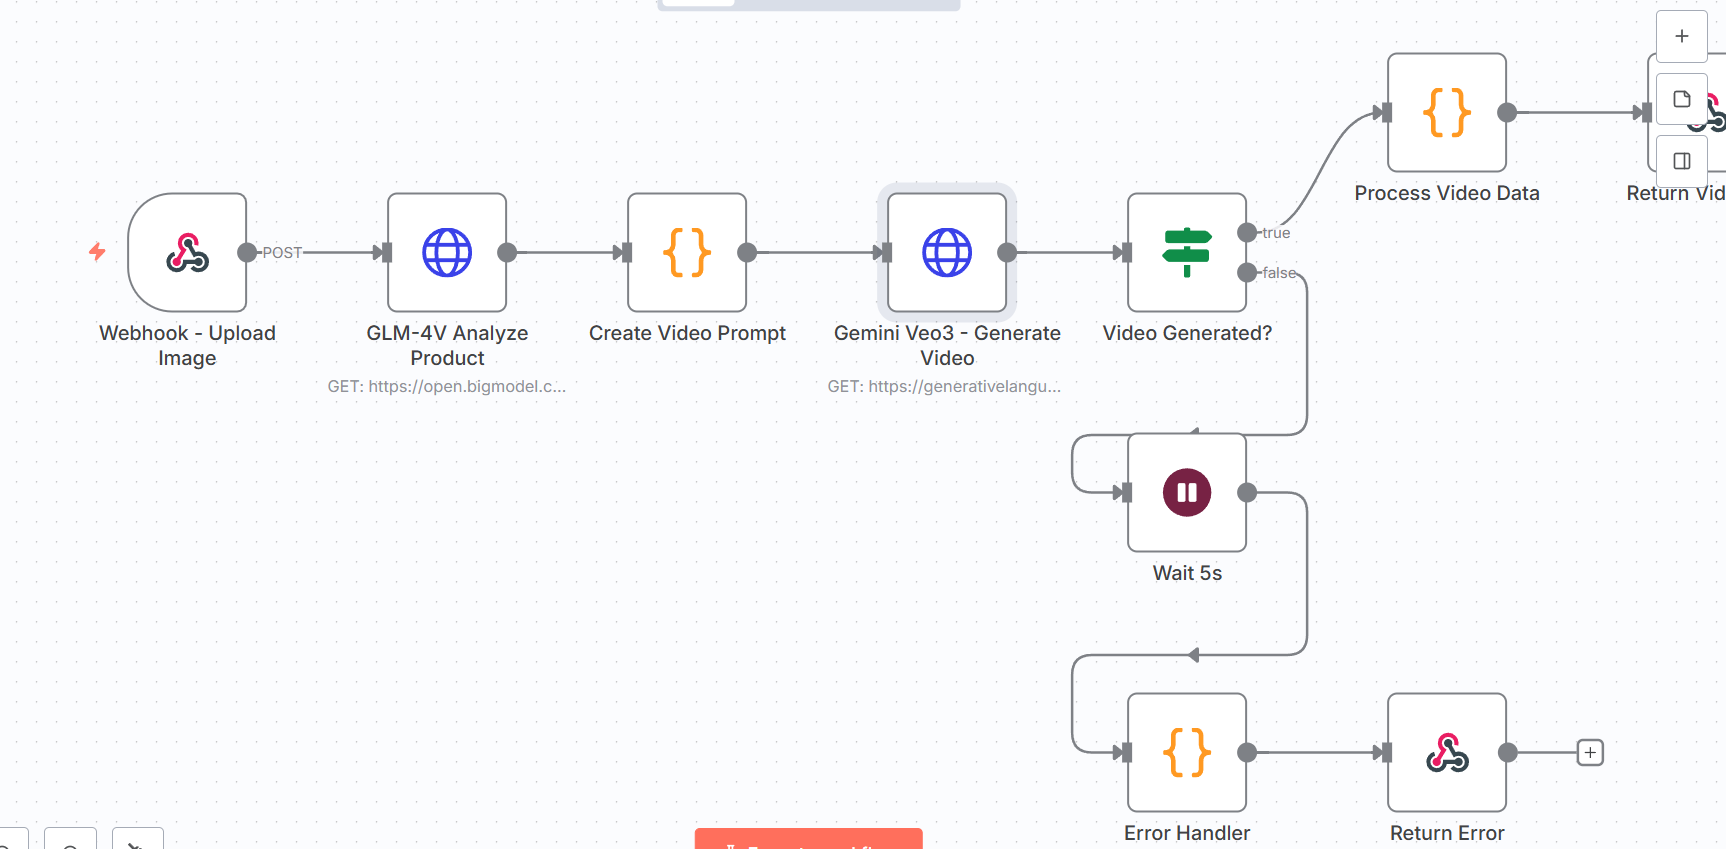 Process Video Data
Return Vid
POST
true
false
Webhook - Upload
Image
GLM-4V Analyze
Product
GET: https://open.bigmodel.c...
Create Video Prompt
Gemini Veo3 - Generate
Video
GET: https://generativelangu...
Video Generated?
Wait 5s
Error Handler
Return Error